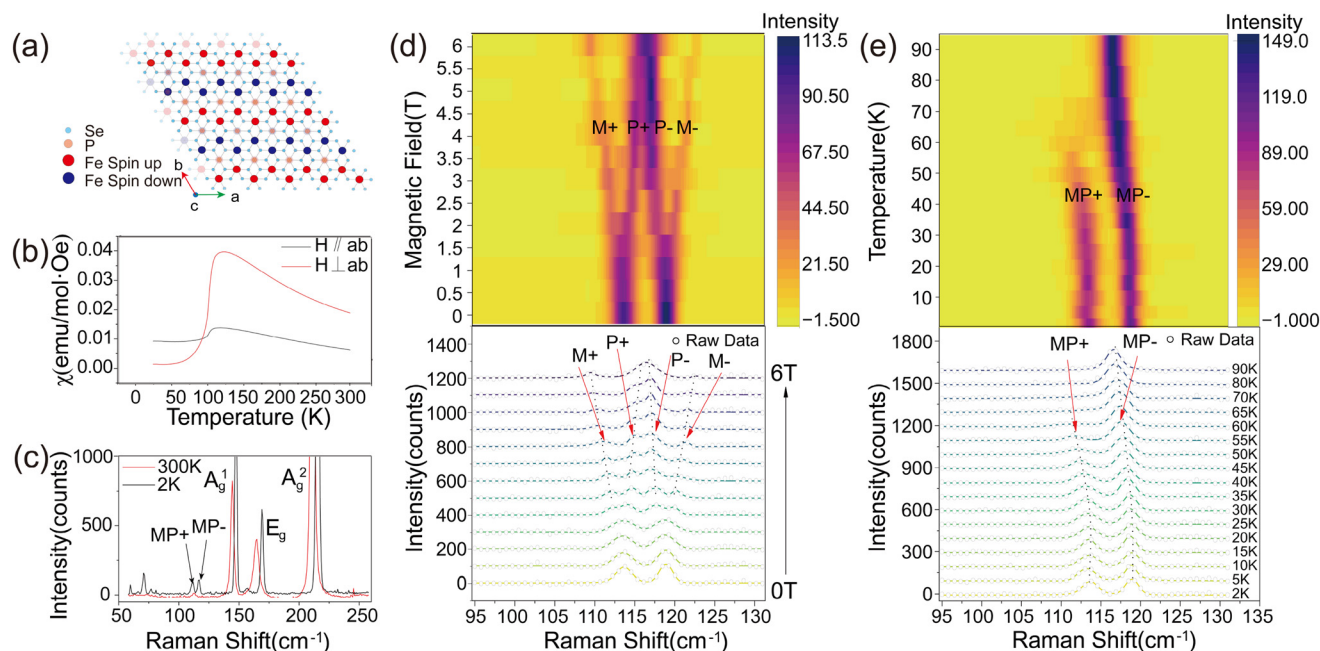 (a)
Se
P
Fe Spin up
Fe Spin down
b
c
a
(b)
H // ab
H ⊥ ab
χ(emu/mol·Oe)
0.04
0.03
0.02
0.01
0.00
0 50 100 150 200 250 300
Temperature (K)
(c)
300K
2K
A_g^1
A_g^2
E_g
MP+
MP-
Intensity(counts)
1000
500
0
50 100 150 200 250
Raman Shift(cm⁻¹)
(d)
Intensity
113.5
90.50
67.50
44.50
21.50
−1.500
M+ P+ P- M-
Magnetic Field(T)
6
5.5
5
4.5
4
3.5
3
2.5
2
1.5
1
0.5
0
Raw Data
M+
P+
P-
M-
6T
0T
Intensity(counts)
1400
1200
1000
800
600
400
200
0
95 100 105 110 115 120 125 130
Raman Shift(cm⁻¹)
(e)
Intensity
149.0
119.0
89.00
59.00
29.00
−1.000
MP+
MP-
Temperature(K)
90
80
70
60
50
40
30
20
10
MP+
MP-
Raw Data
90K
80K
70K
65K
60K
55K
50K
45K
40K
35K
30K
25K
20K
15K
10K
5K
2K
Intensity(counts)
1800
1500
1200
900
600
300
0
95 100 105 110 115 120 125 130 135
Raman Shift(cm⁻¹)